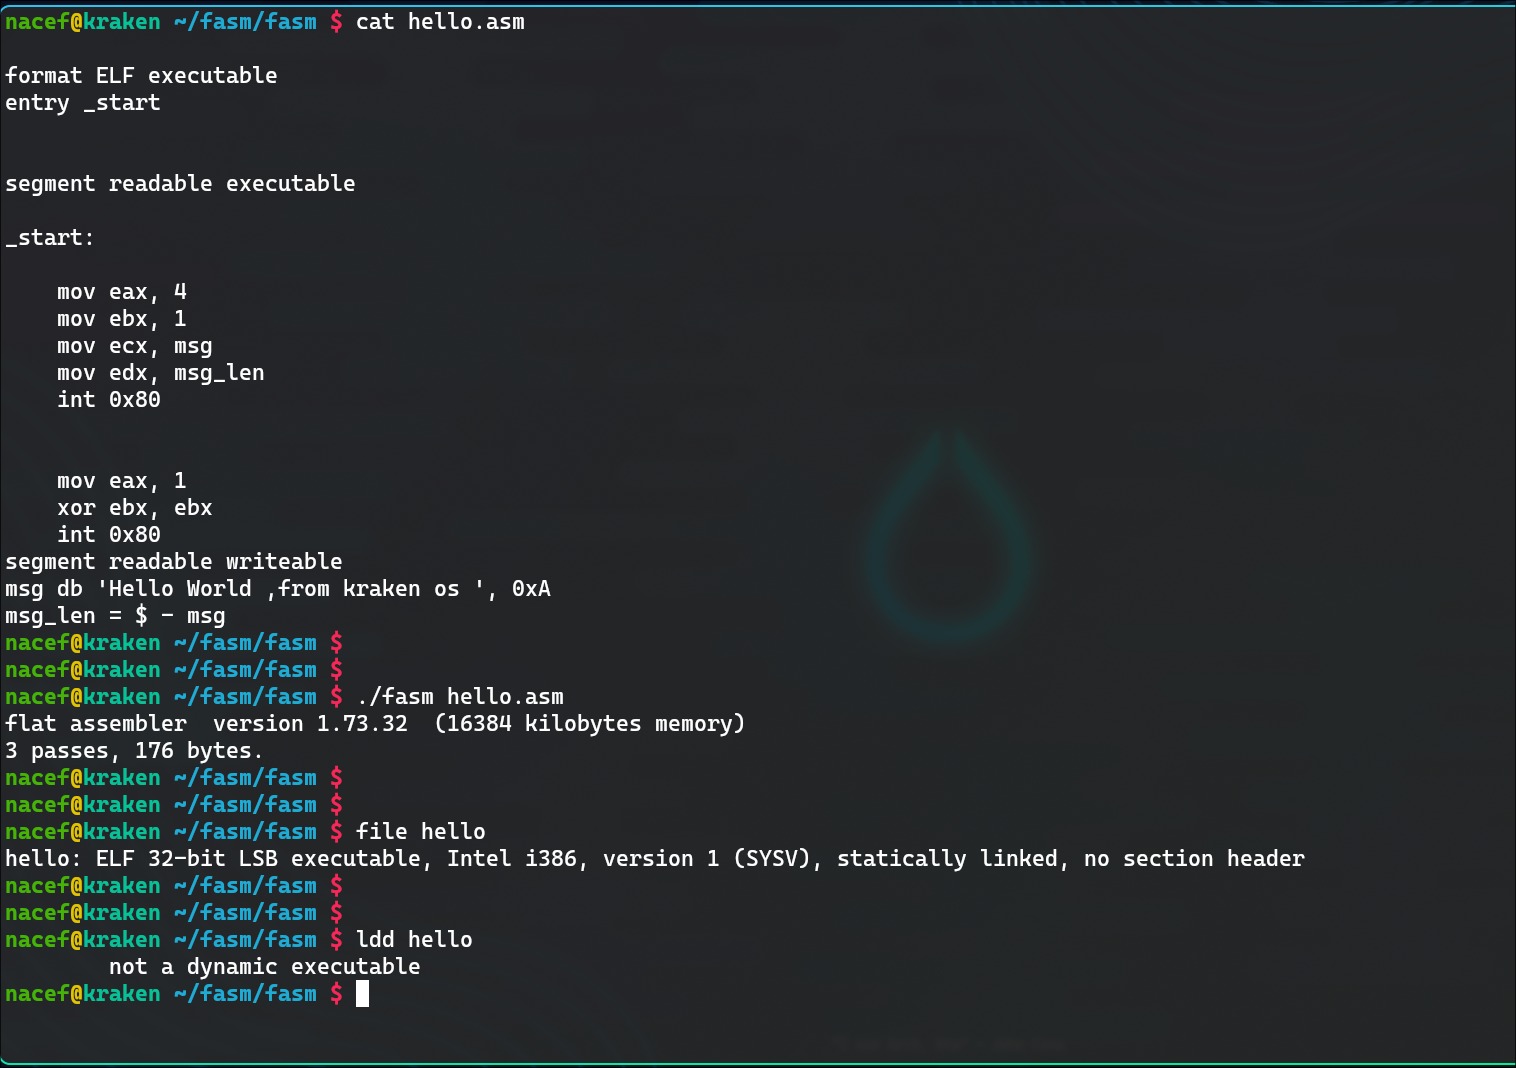 nacef@kraken ~/fasm/fasm $ cat hello.asm
format ELF executable
entry _start
segment readable executable
_start:
mov eax, 4
mov ebx, 1
mov ecx, msg
mov edx, msg_len
int 0x80
mov eax, 1
xor ebx, ebx
int 0x80
segment readable writeable
msg db 'Hello World ,from kraken os ', 0xA
msg_len = $ - msg
nacef@kraken ~/fasm/fasm $
nacef@kraken ~/fasm/fasm $
nacef@kraken ~/fasm/fasm $ ./fasm hello.asm
flat assembler  version 1.73.32  (16384 kilobytes memory)
3 passes, 176 bytes.
nacef@kraken ~/fasm/fasm $
nacef@kraken ~/fasm/fasm $
nacef@kraken ~/fasm/fasm $ file hello
hello: ELF 32-bit LSB executable, Intel i386, version 1 (SYSV), statically linked, no section header
nacef@kraken ~/fasm/fasm $
nacef@kraken ~/fasm/fasm $
nacef@kraken ~/fasm/fasm $ ldd hello
not a dynamic executable
nacef@kraken ~/fasm/fasm $